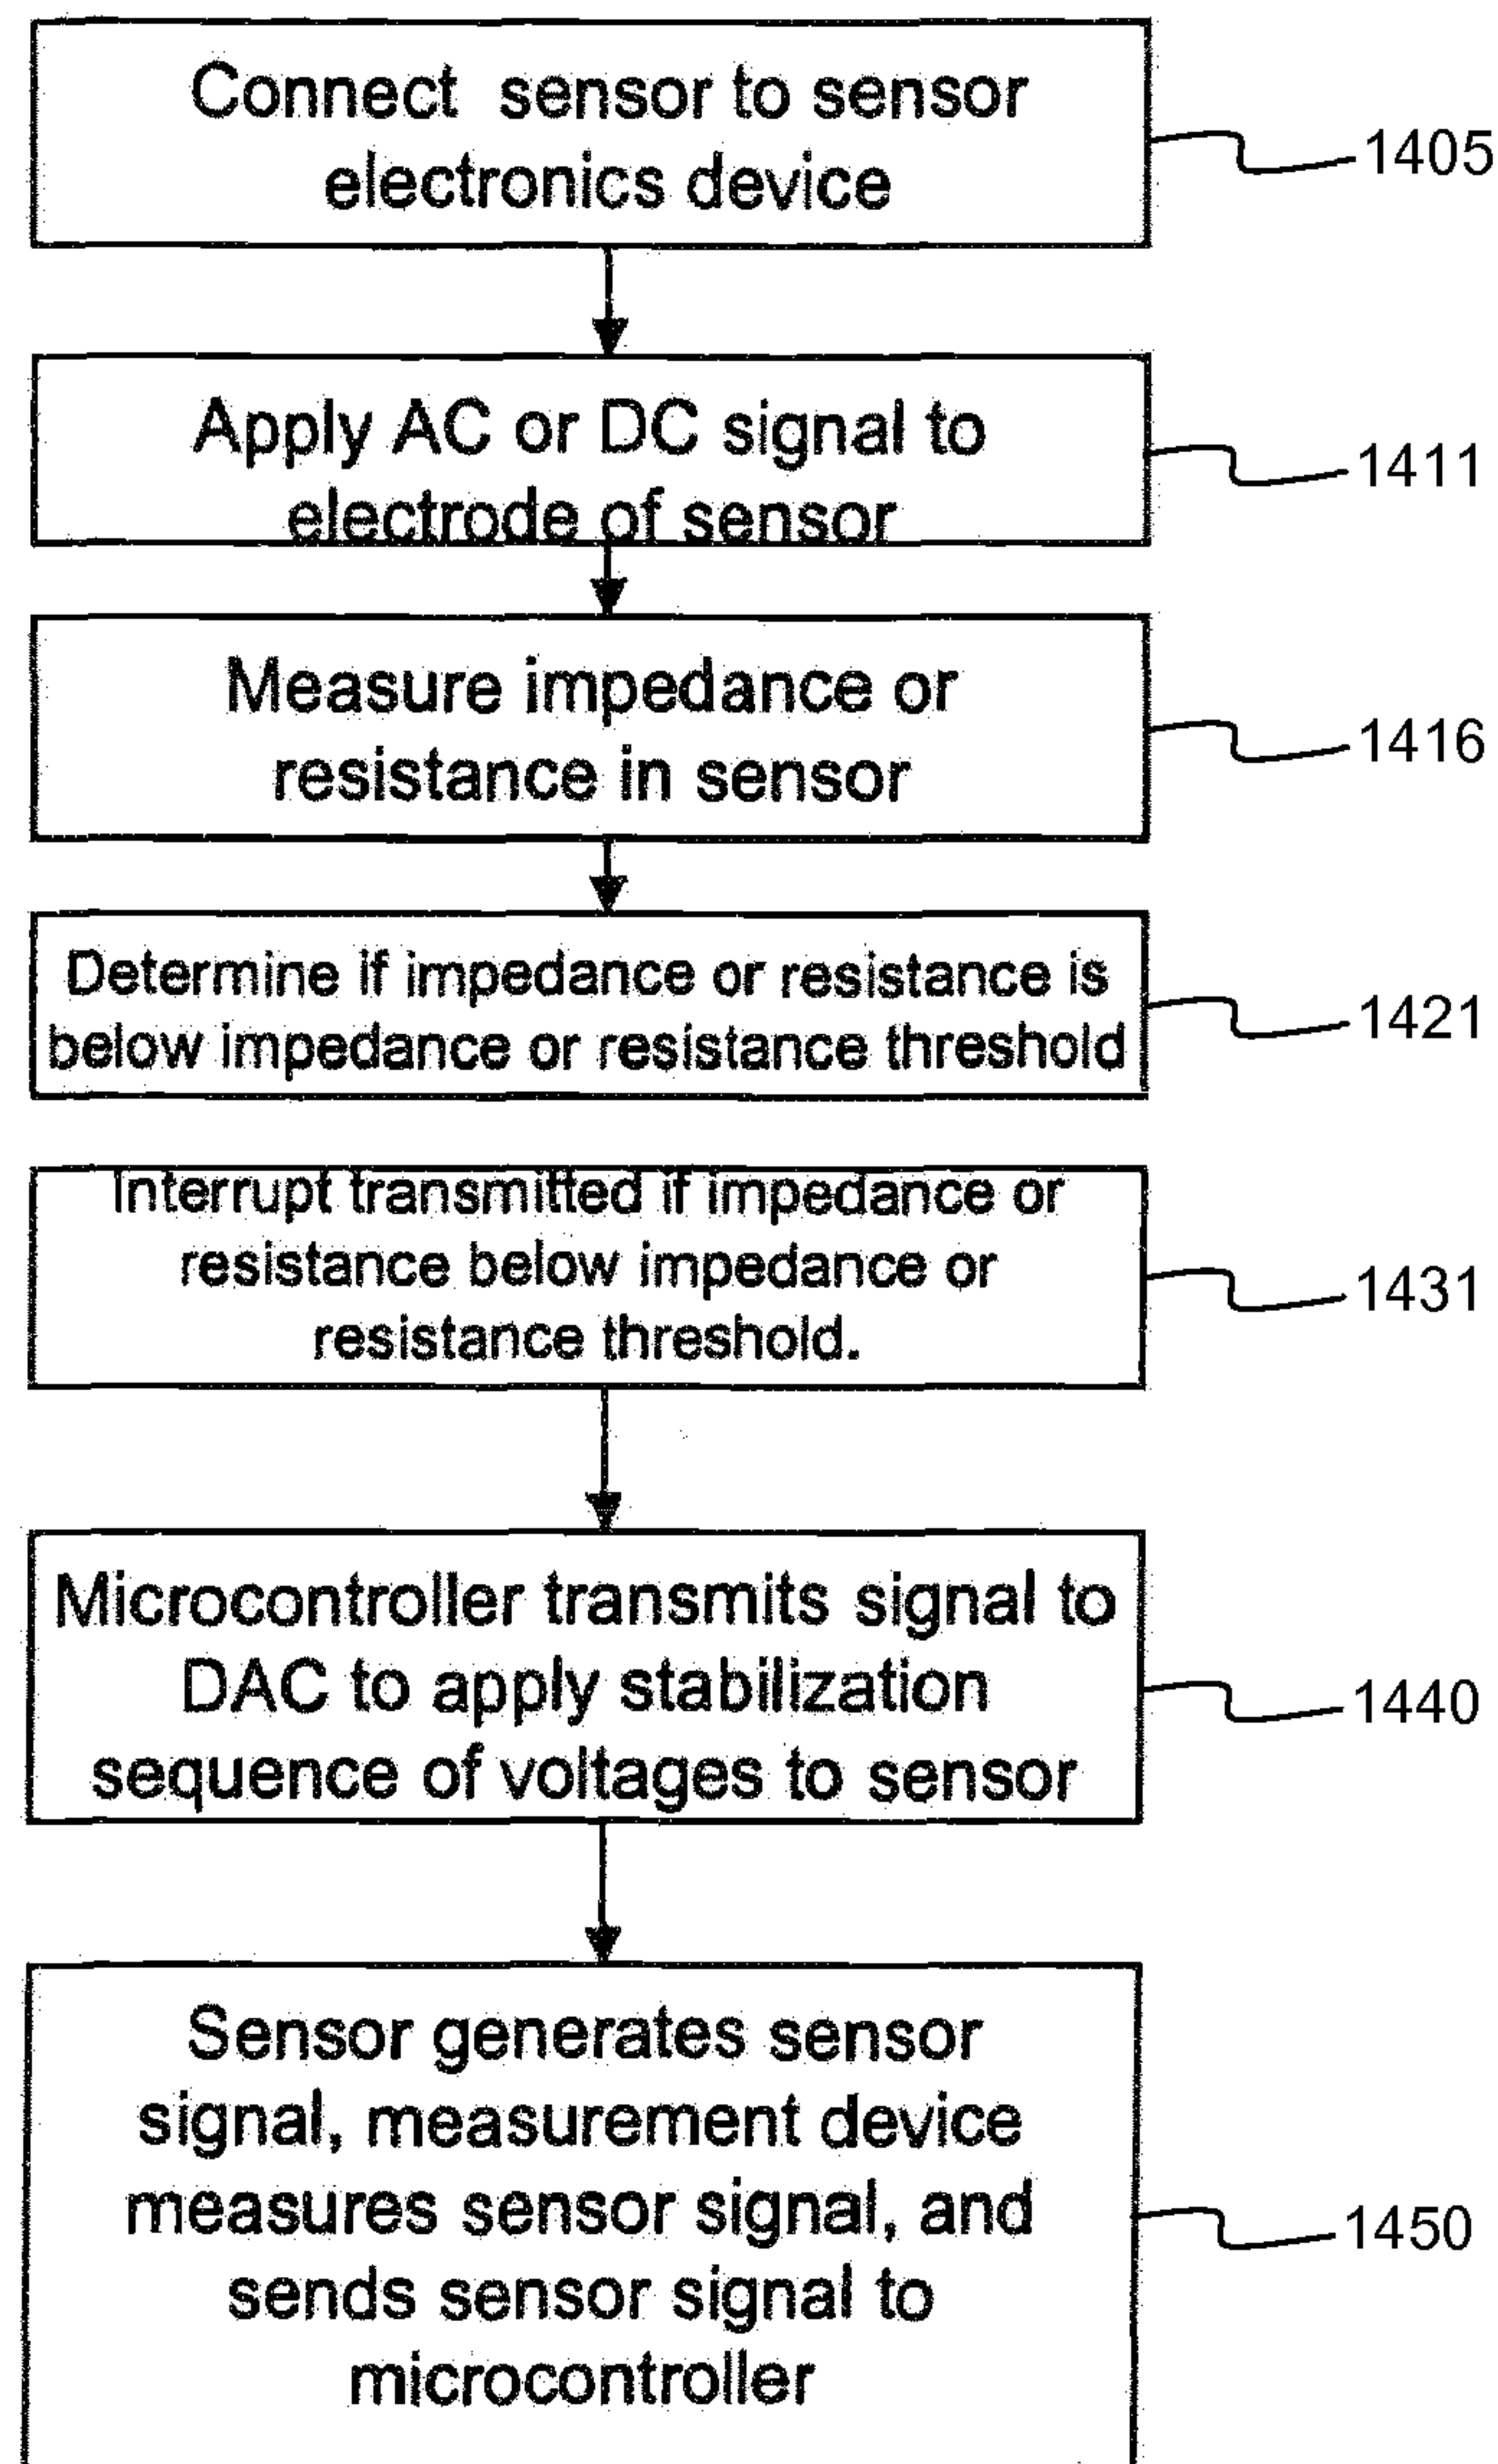 Connect sensor to sensor
electronics device
1405
Apply AC or DC signal to
electrode of sensor
1411
Measure impedance or
resistance in sensor
1416
Determine if impedance or resistance is
below impedance or resistance threshold
1421
Interrupt transmitted if impedance or
resistance below impedance or
resistance threshold.
1431
Microcontroller transmits signal to
DAC to apply stabilization
sequence of voltages to sensor
1440
Sensor generates sensor
signal, measurement device
measures sensor signal, and
sends sensor signal to
microcontroller
1450